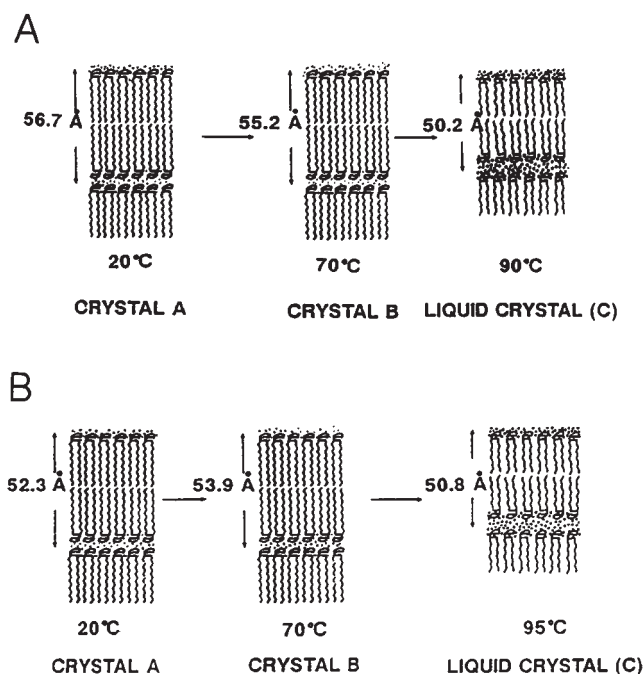 A
56.7 Å 55.2 Å 50.2 Å
20°C 70°C 90°C
CRYSTAL A CRYSTAL B LIQUID CRYSTAL (C)
B
52.3 Å 53.9 Å 50.8 Å
20°C 70°C 95°C
CRYSTAL A CRYSTAL B LIQUID CRYSTAL (C)